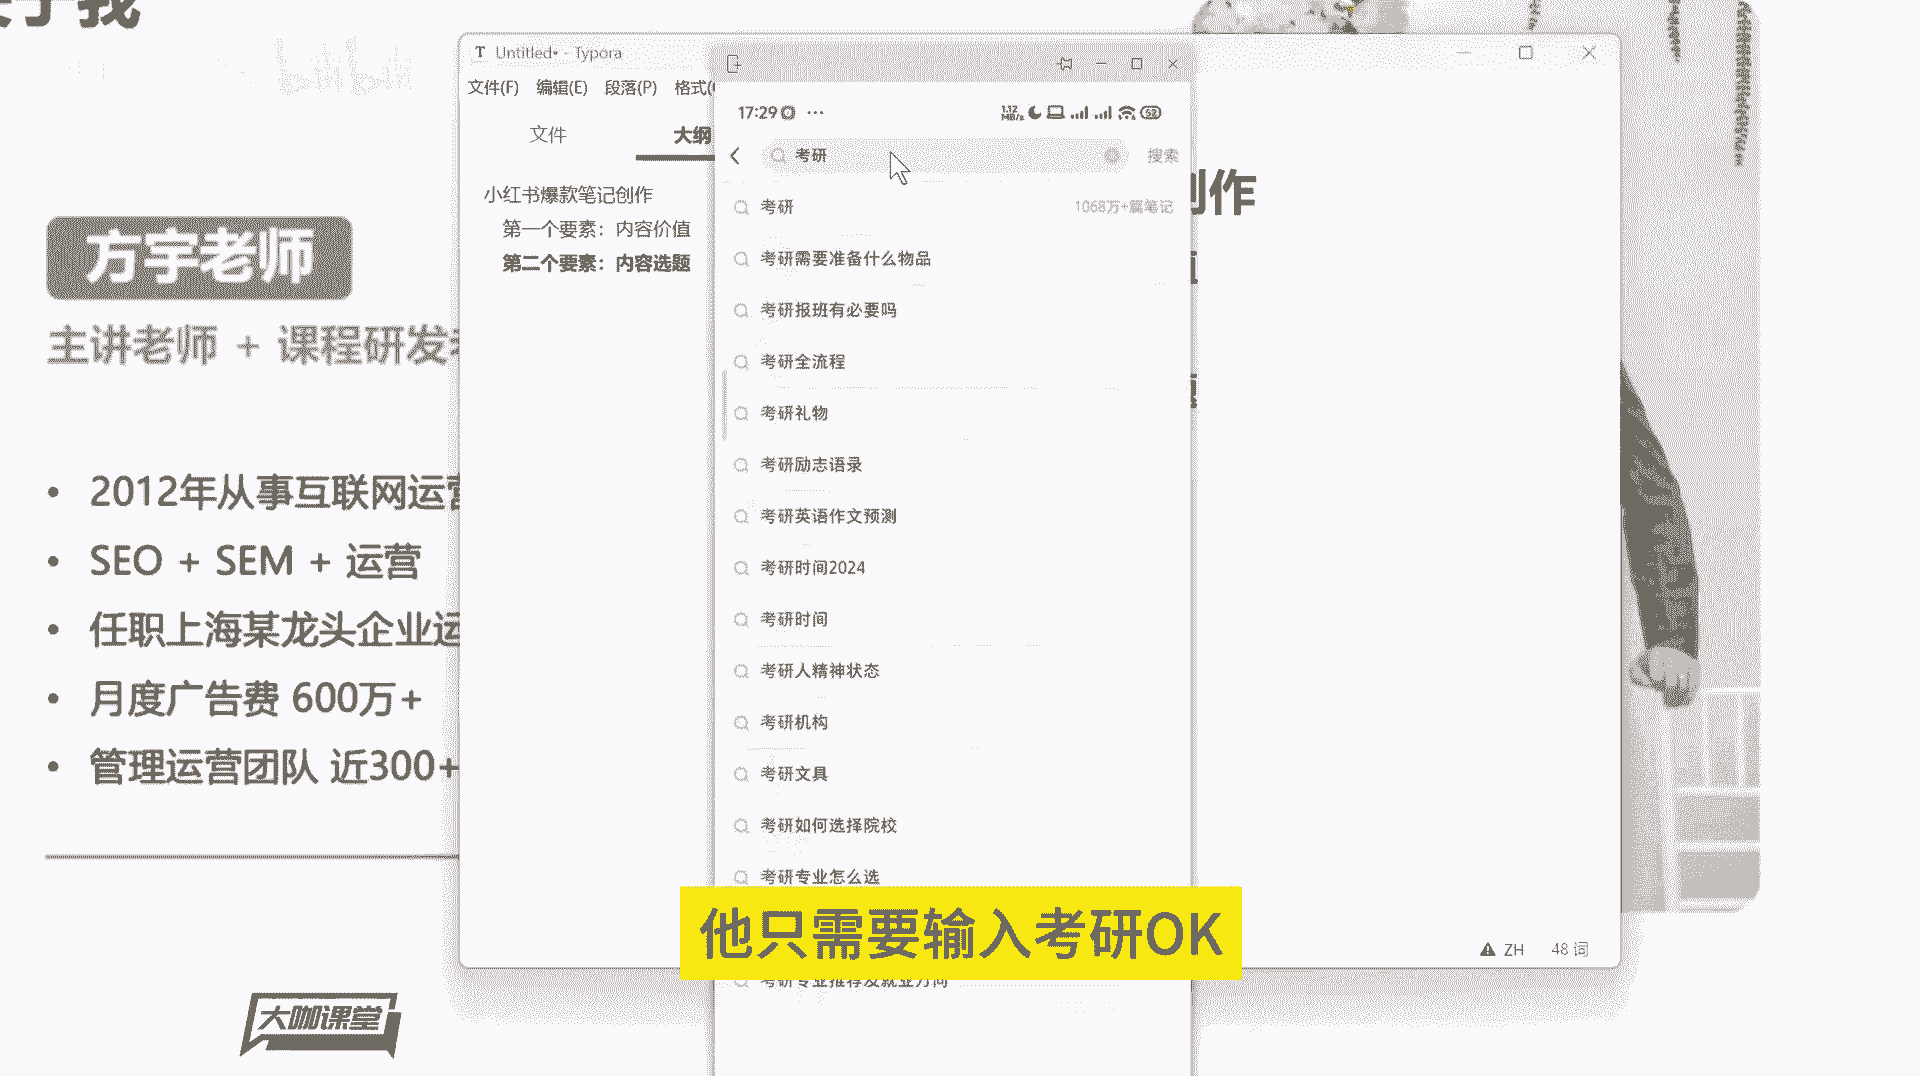 于我
bilibili
方宇老师
主讲老师 + 课程研发
• 2012年从事互联网运营
• SEO + SEM + 运营
• 任职上海某龙头企业运
• 月度广告费 600万+
• 管理运营团队 近300+
大咖课堂
Untitled• - Typora
文件(F) 编辑(E) 段落(P) 格式(
文件 大纲
小红书爆款笔记创作
第一个要素：内容价值
第二个要素：内容选题
创作
ZH 48 词
17:29 ···
1.12 MB/s 52
考研 搜索
考研 1068万+篇笔记
考研需要准备什么物品
考研报班有必要吗
考研全流程
考研礼物
考研励志语录
考研英语作文预测
考研时间2024
考研时间
考研人精神状态
考研机构
考研文具
考研如何选择院校
考研专业怎么选
考研专业推荐及就业方向
他只需要输入考研OK